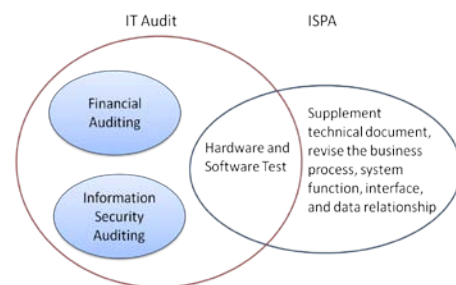 IT Audit
ISPA
Financial
Auditing
Information
Security
Auditing
Hardware and
Software Test
Supplement
technical document,
revise the business
process, system
function, interface,
and data relationship